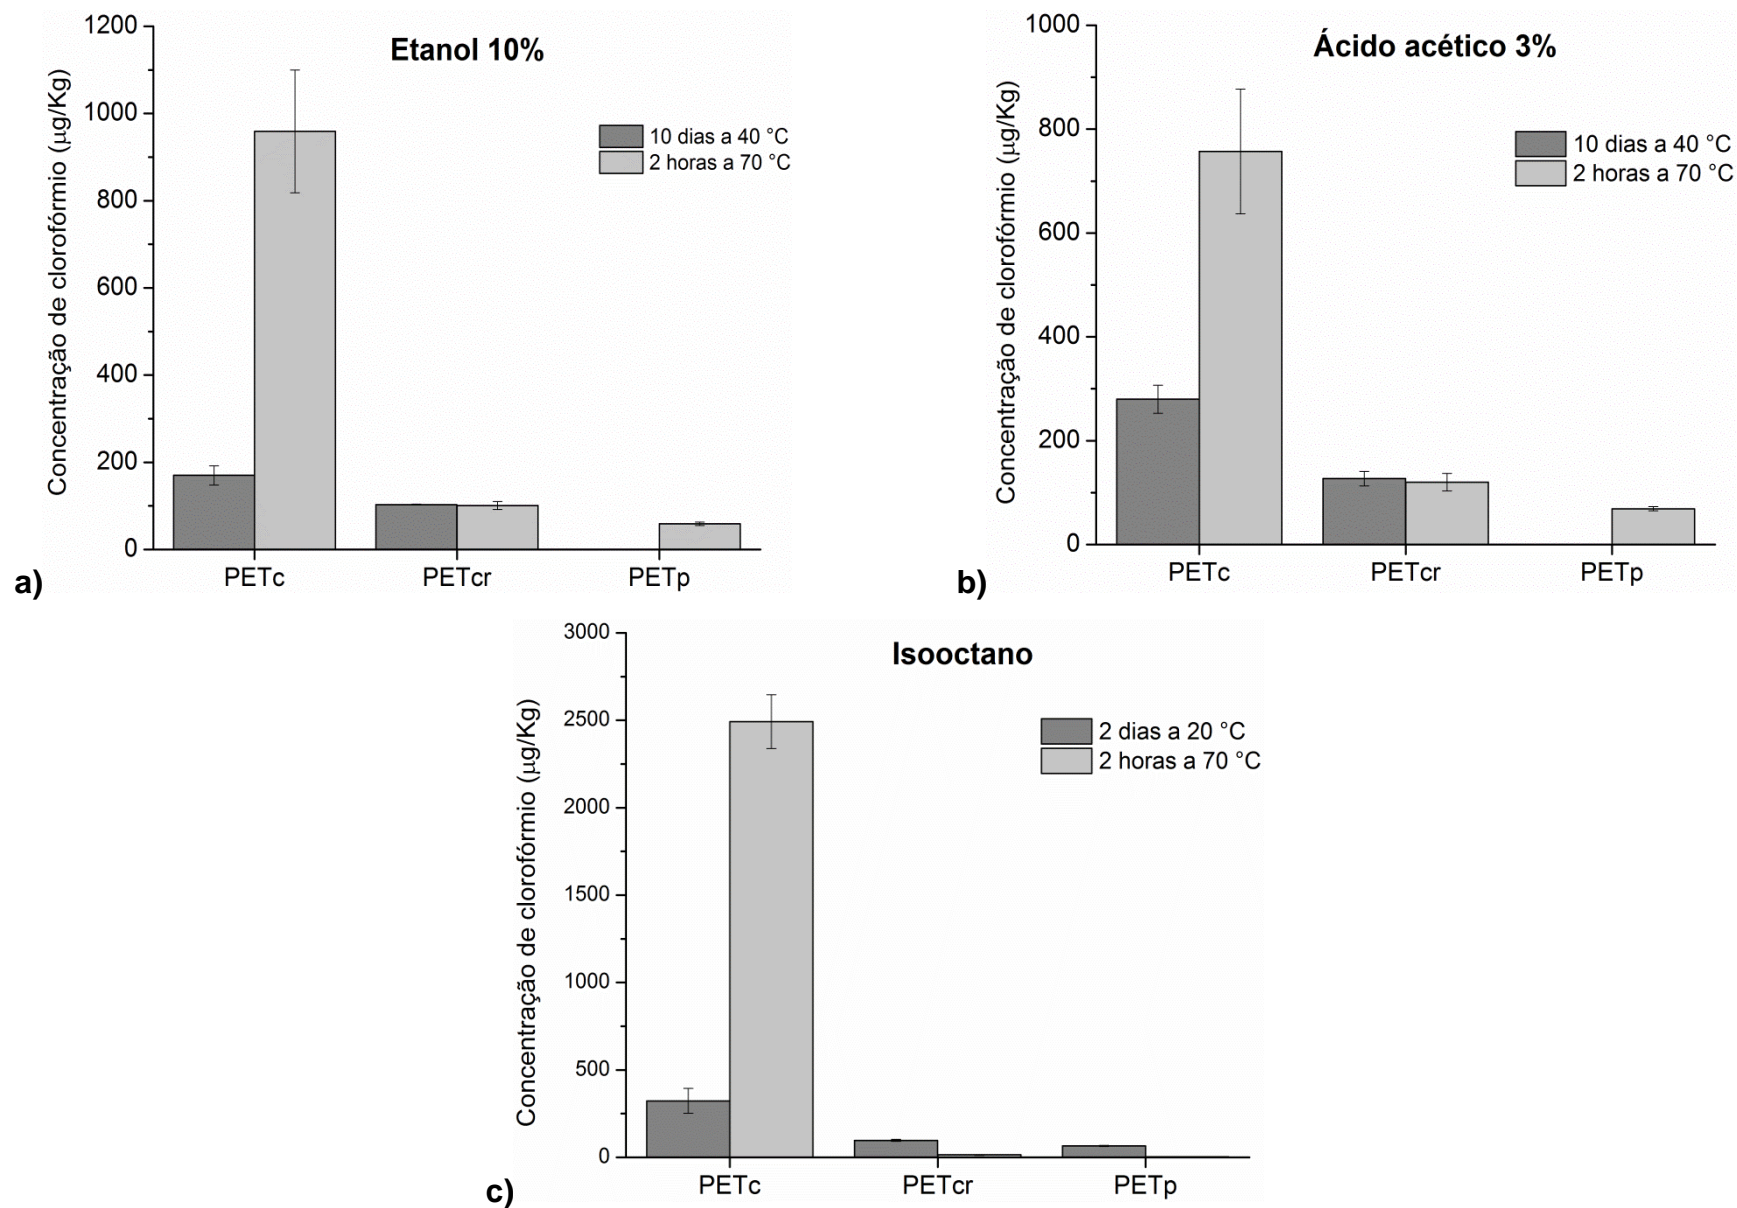 Etanol 10%
Concentração de clorofórmio (µg/Kg)
1200
1000
800
600
400
200
0
10 dias a 40 °C
2 horas a 70 °C
PETc PETcr PETp
a)
Ácido acético 3%
Concentração de clorofórmio (µg/Kg)
1000
800
600
400
200
0
10 dias a 40 °C
2 horas a 70 °C
PETc PETcr PETp
b)
Isooctano
Concentração de clorofórmio (µg/Kg)
3000
2500
2000
1500
1000
500
0
2 dias a 20 °C
2 horas a 70 °C
PETc PETcr PETp
c)